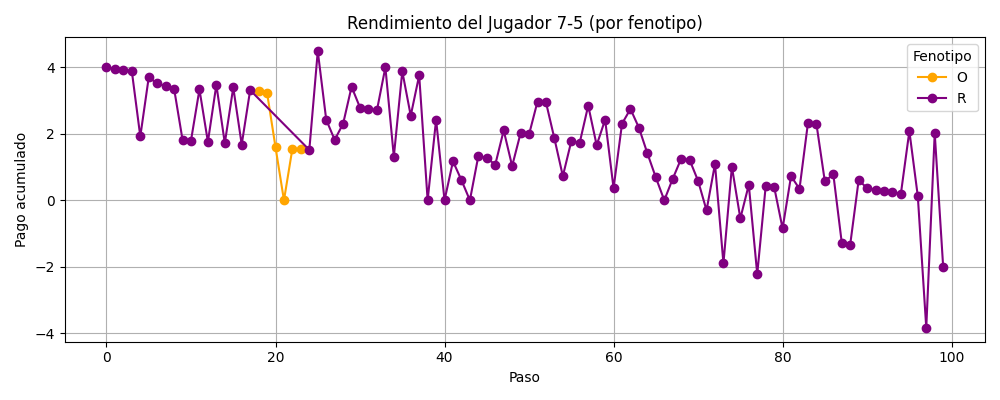 Rendimiento del Jugador 7-5 (por fenotipo)
Fenotipo
O
R
Pago acumulado
4
2
0
−2
−4
0 20 40 60 80 100
Paso